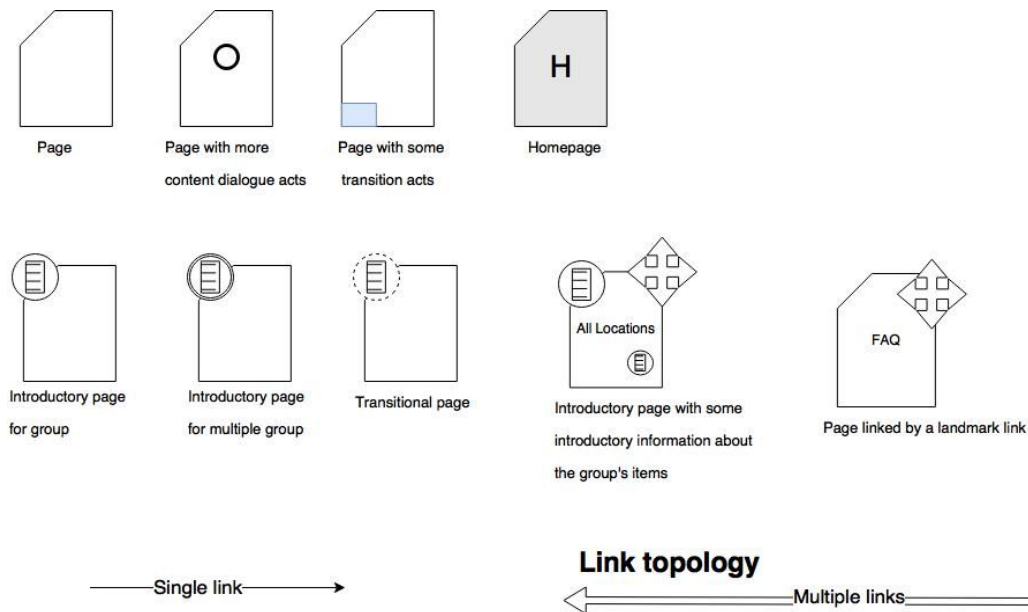 H
Page
Page with more
content dialogue acts
Page with some
transition acts
Homepage
All Locations
FAQ
Introductory page
for group
Introductory page
for multiple group
Transitional page
Introductory page with some
introductory information about
the group's items
Page linked by a landmark link
Link topology
Single link
Multiple links